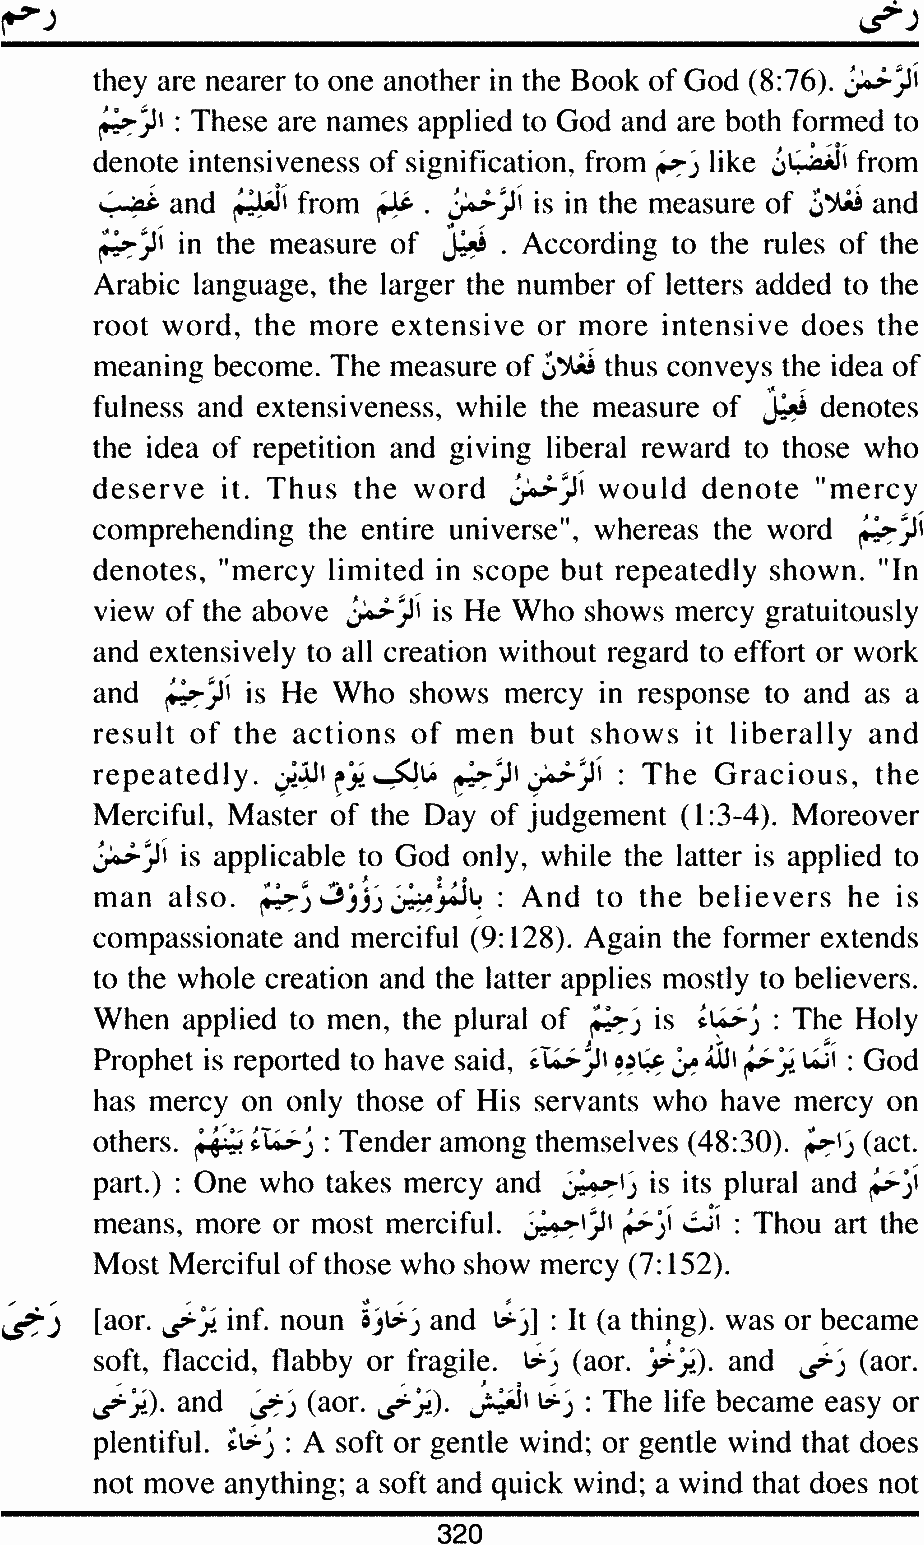 رحم رخی
they are nearer to one another in the Book of God (8:76). اَلرَّحْمٰنُ
الرَّحِيْمُ : These are names applied to God and are both formed to
denote intensiveness of signification, from رَحِمَ like اَلْغَضْبَانُ from
غَضِبَ and اَلْعَلِيْمُ from عَلِمَ . اَلرَّحْمٰنُ is in the measure of فَعْلَانٌ and
اَلرَّحِيْمُ in the measure of فَعِيْلٌ . According to the rules of the
Arabic language, the larger the number of letters added to the
root word, the more extensive or more intensive does the
meaning become. The measure of فَعْلَانٌ thus conveys the idea of
fulness and extensiveness, while the measure of فَعِيْلٌ denotes
the idea of repetition and giving liberal reward to those who
deserve it. Thus the word اَلرَّحْمٰنُ would denote "mercy
comprehending the entire universe", whereas the word اَلرَّحِيْمُ
denotes, "mercy limited in scope but repeatedly shown. "In
view of the above اَلرَّحْمٰنُ is He Who shows mercy gratuitously
and extensively to all creation without regard to effort or work
and اَلرَّحِيْمُ is He Who shows mercy in response to and as a
result of the actions of men but shows it liberally and
repeatedly. اَلرَّحْمٰنِ الرَّحِيْمِ مَالِکِ يَوْمِ الدِّيْنِ : The Gracious, the
Merciful, Master of the Day of judgement (1:3-4). Moreover
اَلرَّحْمٰنُ is applicable to God only, while the latter is applied to
man also. بِالْمُؤْمِنِيْنَ رَؤُوْفٌ رَّحِيْمٌ : And to the believers he is
compassionate and merciful (9:128). Again the former extends
to the whole creation and the latter applies mostly to believers.
When applied to men, the plural of رَحِيْمٌ is رُحَمَاءُ : The Holy
Prophet is reported to have said, اَنَّمَا يَرْحَمُ اللّٰهُ مِنْ عِبَادِهِ الرُّحَمَآءَ : God
has mercy on only those of His servants who have mercy on
others. رُحَمَآءُ بَيْنَهُمْ : Tender among themselves (48:30). رَاحِمٌ (act.
part.) : One who takes mercy and رَاحِمِيْنَ is its plural and اَرْحَمُ
means, more or most merciful. اَنْتَ اَرْحَمُ الرَّاحِمِيْنَ : Thou art the
Most Merciful of those who show mercy (7:152).
رَخِیَ [aor. يَرْخَی inf. noun رَخَاوَةٌ and رَخَا] : It (a thing). was or became
soft, flaccid, flabby or fragile. رَخَا (aor. يَرْخُوْ). and رَخَی (aor.
يَرْخَی). and رَخِیَ (aor. يَرْخَی). رَخَا الْعَيْشُ : The life became easy or
plentiful. رُخَاءٌ : A soft or gentle wind; or gentle wind that does
not move anything; a soft and quick wind; a wind that does not
320